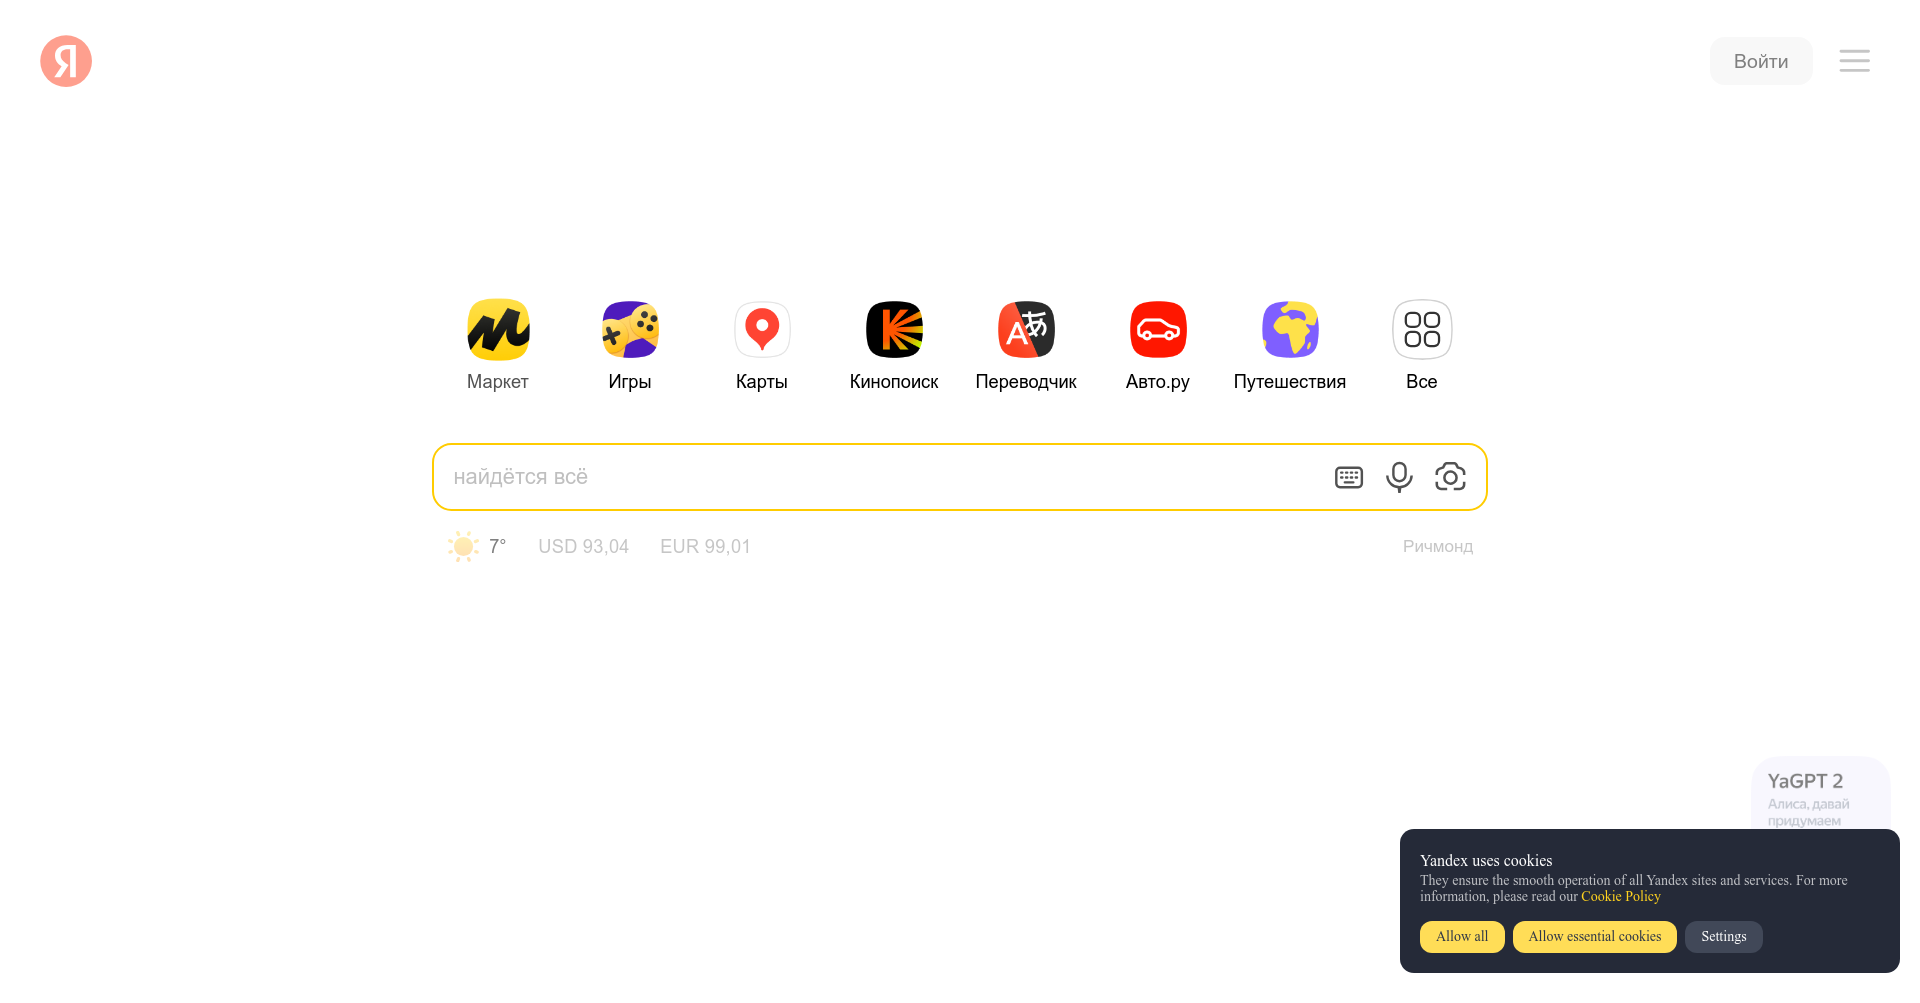 Я
Войти
Маркет
Игры
Карты
Кинопоиск
Переводчик
Авто.ру
Путешествия
Все
найдётся всё
7°
USD 93,04
EUR 99,01
Ричмонд
YaGPT 2
Алиса, давай
придумаем
Yandex uses cookies
They ensure the smooth operation of all Yandex sites and services. For more
information, please read our Cookie Policy
Allow all
Allow essential cookies
Settings